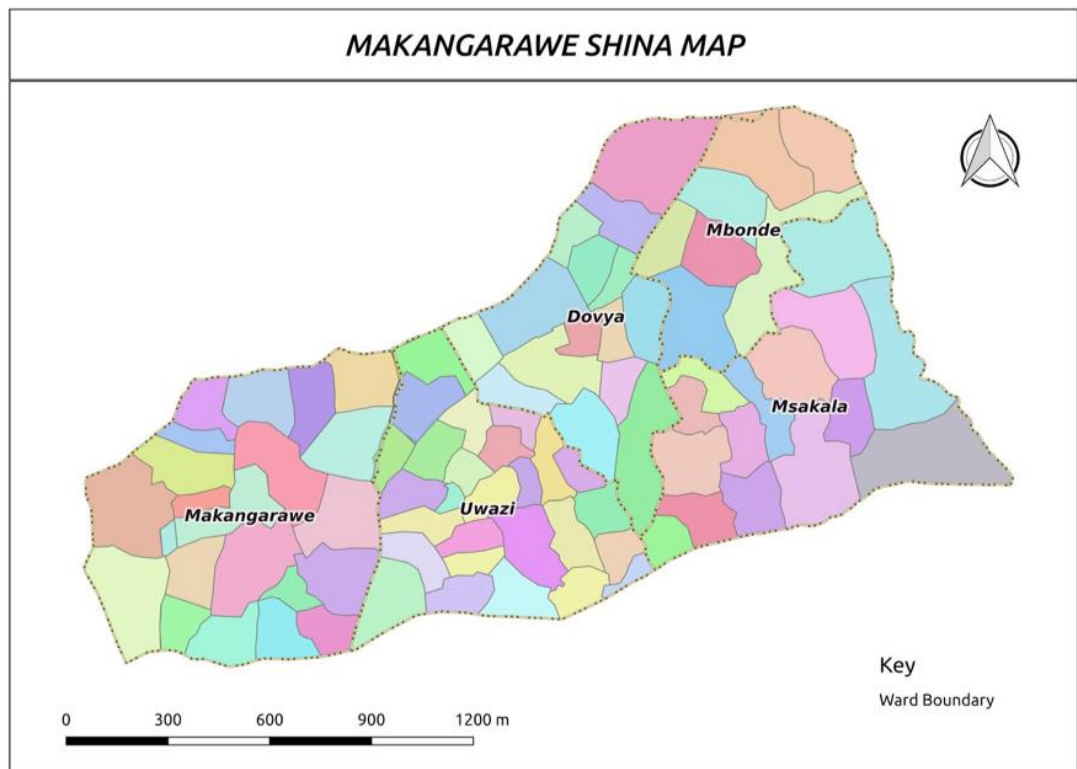 MAKANGARAWE SHINA MAP
Mbonde
Dovya
Msakala
Uwazi
Makangarawe
Key
Ward Boundary
0 300 600 900 1200 m